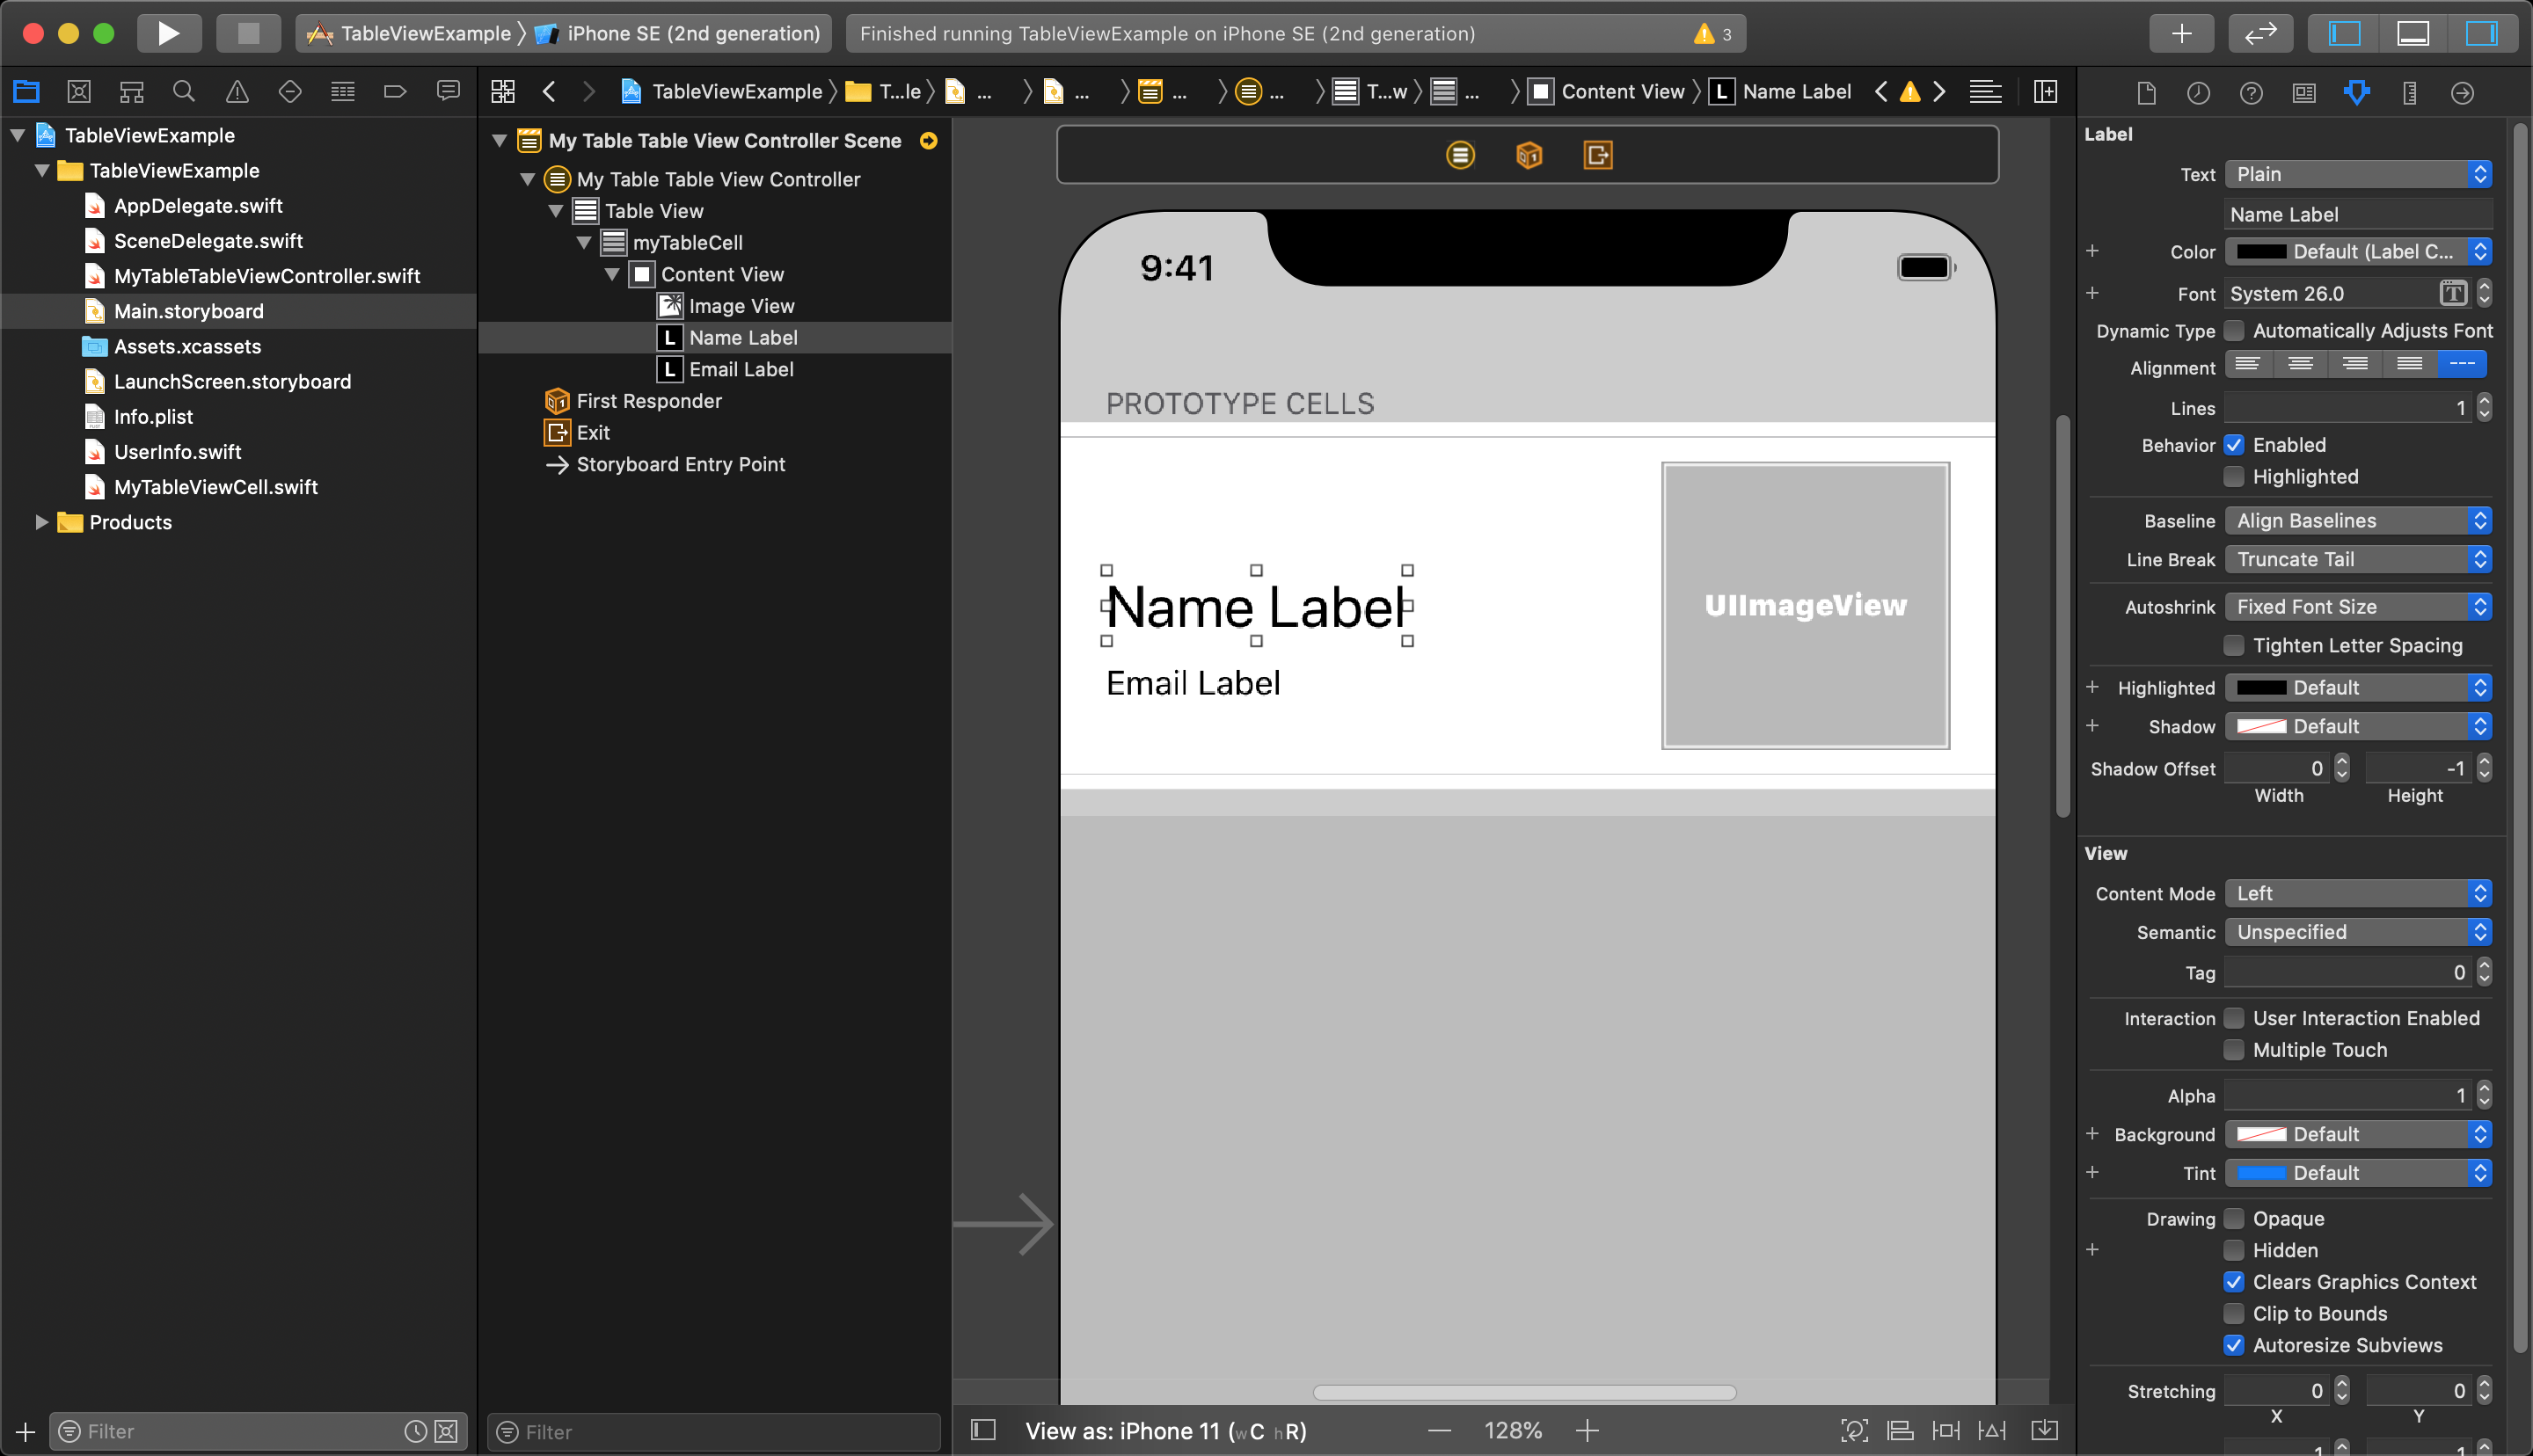 TableViewExample 〉 iPhone SE (2nd generation)
Finished running TableViewExample on iPhone SE (2nd generation)
3
TableViewExample 〉 T...le 〉 ... 〉 ... 〉 ... 〉 ... 〉 T...w 〉 ... 〉 Content View 〉 L Name Label
TableViewExample
TableViewExample
AppDelegate.swift
SceneDelegate.swift
MyTableTableViewController.swift
Main.storyboard
Assets.xcassets
LaunchScreen.storyboard
Info.plist
UserInfo.swift
MyTableViewCell.swift
Products
Filter
My Table Table View Controller Scene
My Table Table View Controller
Table View
myTableCell
Content View
Image View
L Name Label
L Email Label
First Responder
Exit
Storyboard Entry Point
Filter
9:41
PROTOTYPE CELLS
Name Label
Email Label
UIImageView
View as: iPhone 11 (wC hR)
128%
Label
Text Plain
Name Label
Color Default (Label C...
Font System 26.0
Dynamic Type Automatically Adjusts Font
Alignment
Lines 1
Behavior Enabled
Highlighted
Baseline Align Baselines
Line Break Truncate Tail
Autoshrink Fixed Font Size
Tighten Letter Spacing
Highlighted Default
Shadow Default
Shadow Offset 0 -1
Width Height
View
Content Mode Left
Semantic Unspecified
Tag 0
Interaction User Interaction Enabled
Multiple Touch
Alpha 1
Background Default
Tint Default
Drawing Opaque
Hidden
Clears Graphics Context
Clip to Bounds
Autoresize Subviews
Stretching 0 0
X Y
1 1